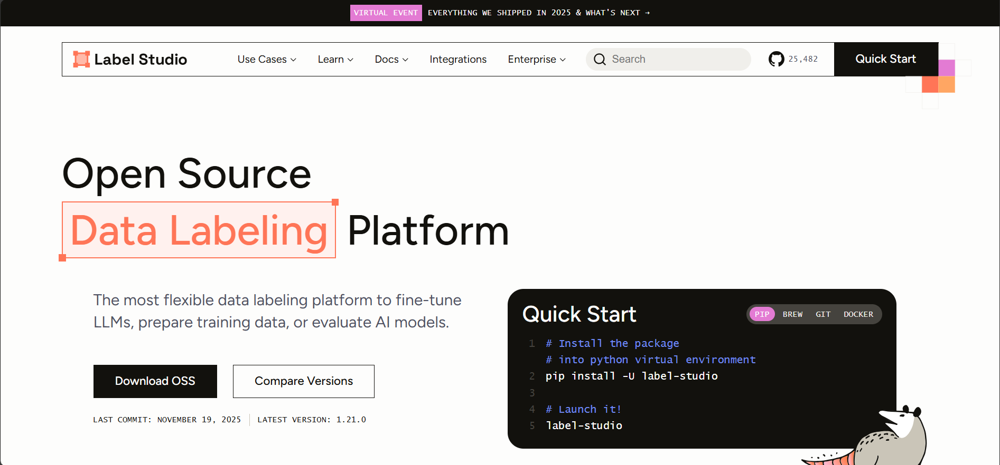 VIRTUAL EVENT EVERYTHING WE SHIPPED IN 2025 & WHAT'S NEXT →
Label Studio Use Cases Learn Docs Integrations Enterprise Search 25,482 Quick Start
Open Source
Data Labeling Platform
The most flexible data labeling platform to fine-tune
LLMs, prepare training data, or evaluate AI models.
Download OSS Compare Versions
LAST COMMIT: NOVEMBER 19, 2025 LATEST VERSION: 1.21.0
Quick Start PIP BREW GIT DOCKER
1 # Install the package
# into python virtual environment
2 pip install -U label-studio
3
4 # Launch it!
5 label-studio